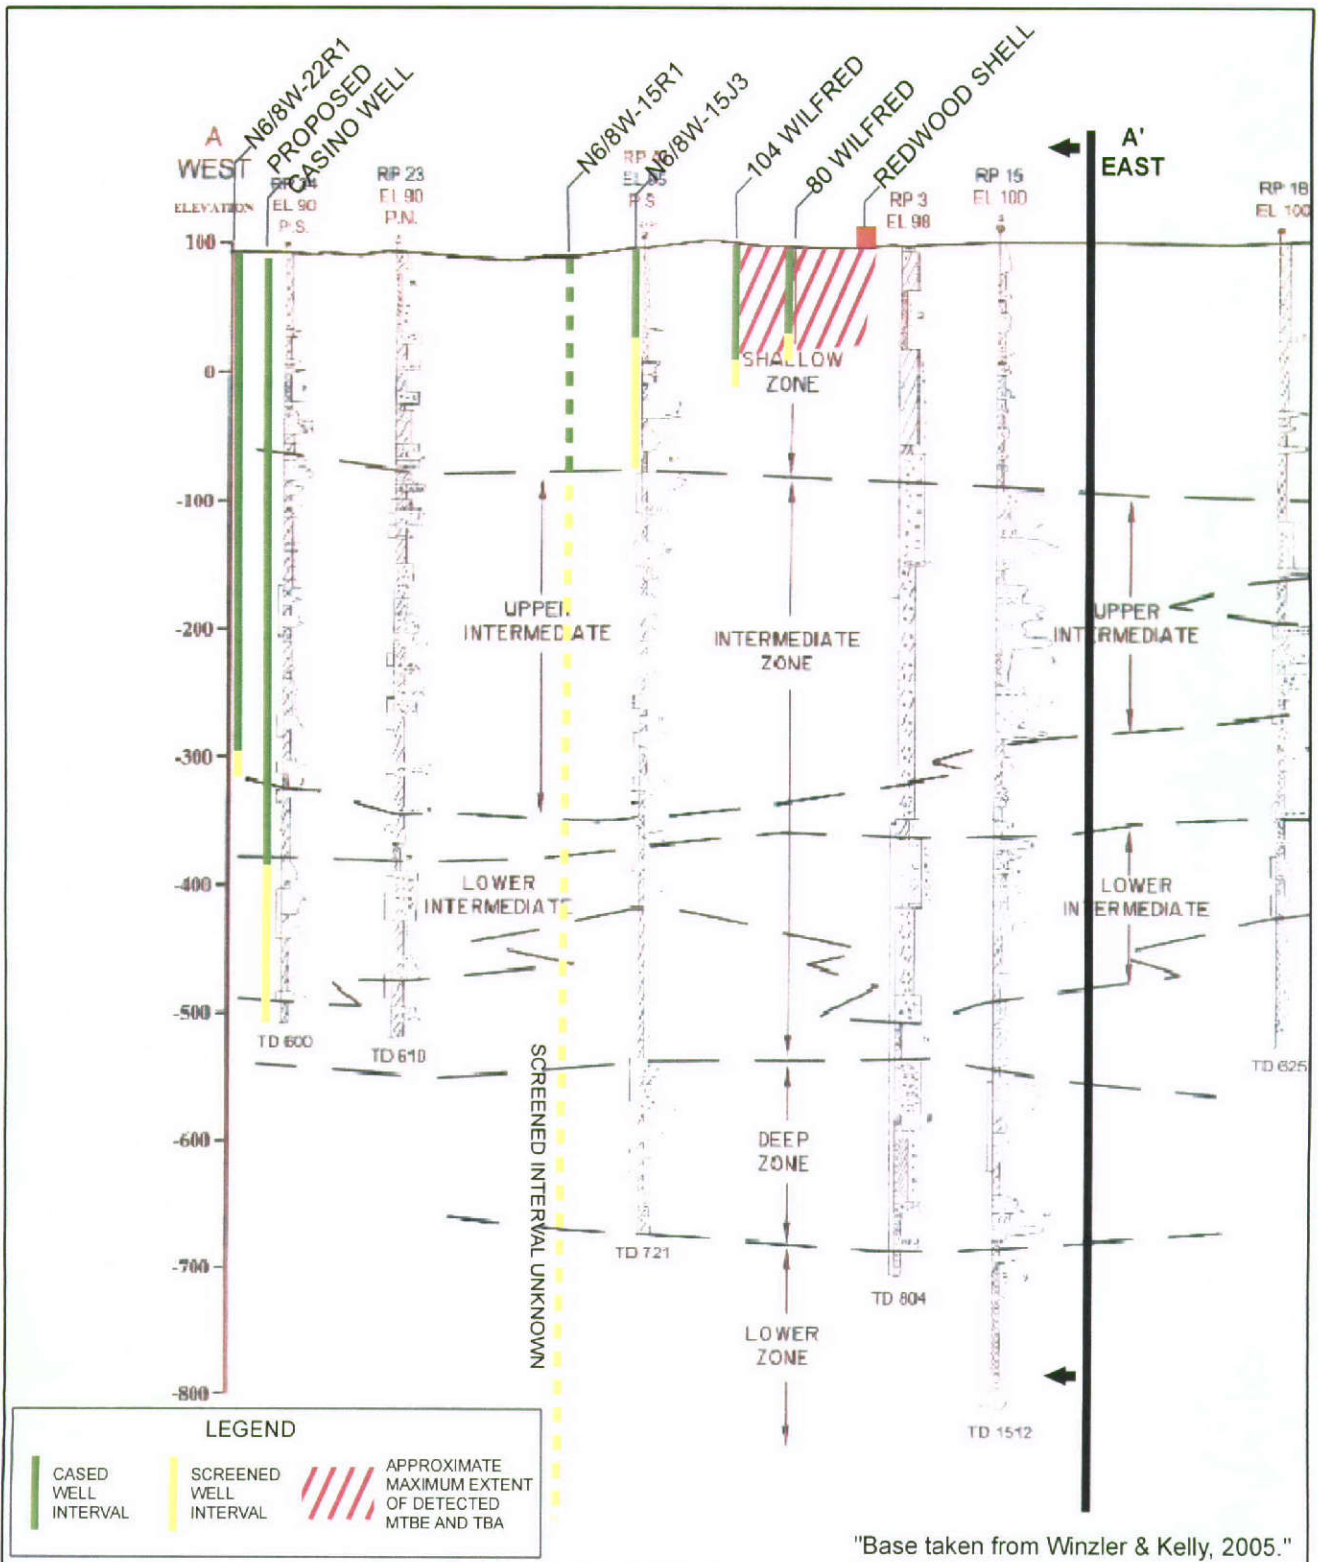 A
WEST
ELEVATION
N6/8W-22R1
PROPOSED
CASINO WELL
EL 90
P.S.
RP 23
EL 90
P.N.
N6/8W-15R1
N6/8W-15J3
P.S.
104 WILFRED
80 WILFRED
REDWOOD SHELL
RP 3
EL 98
RP 15
EL 100
A'
EAST
RP 18
EL 100
100
0
-100
-200
-300
-400
-500
-600
-700
-800
SHALLOW
ZONE
UPPER
INTERMEDIATE
INTERMEDIATE
ZONE
UPPER
INTERMEDIATE
LOWER
INTERMEDIATE
LOWER
INTERMEDIATE
TD 600
TD 610
TD 625
SCREENED INTERVAL UNKNOWN
DEEP
ZONE
TD 721
TD 804
LOWER
ZONE
TD 1512
LEGEND
CASED
WELL
INTERVAL
SCREENED
WELL
INTERVAL
APPROXIMATE
MAXIMUM EXTENT
OF DETECTED
MTBE AND TBA
"Base taken from Winzler & Kelly, 2005."